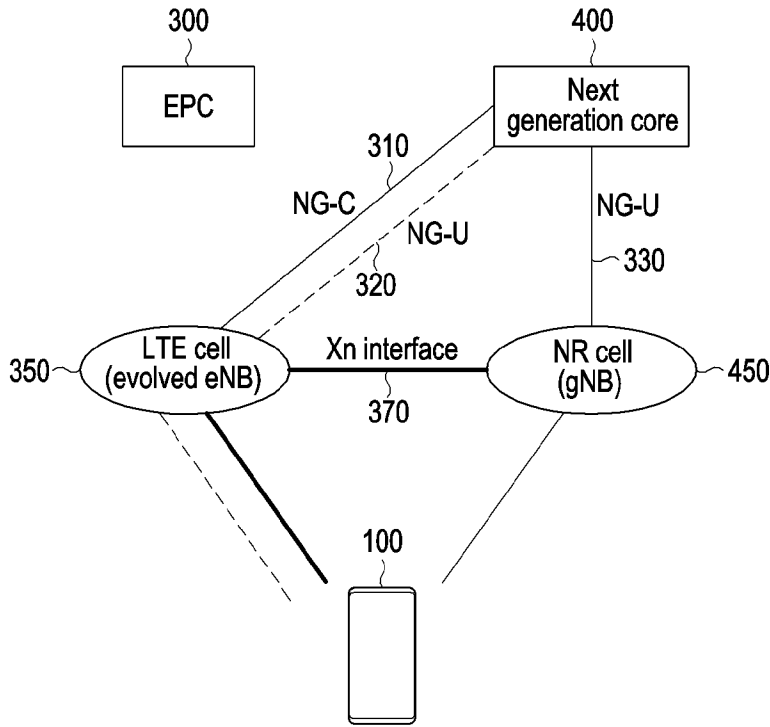 300
400
EPC
Next
generation core
310
NG-C
NG-U
NG-U
320
330
LTE cell
(evolved eNB)
Xn interface
NR cell
(gNB)
350
370
450
100